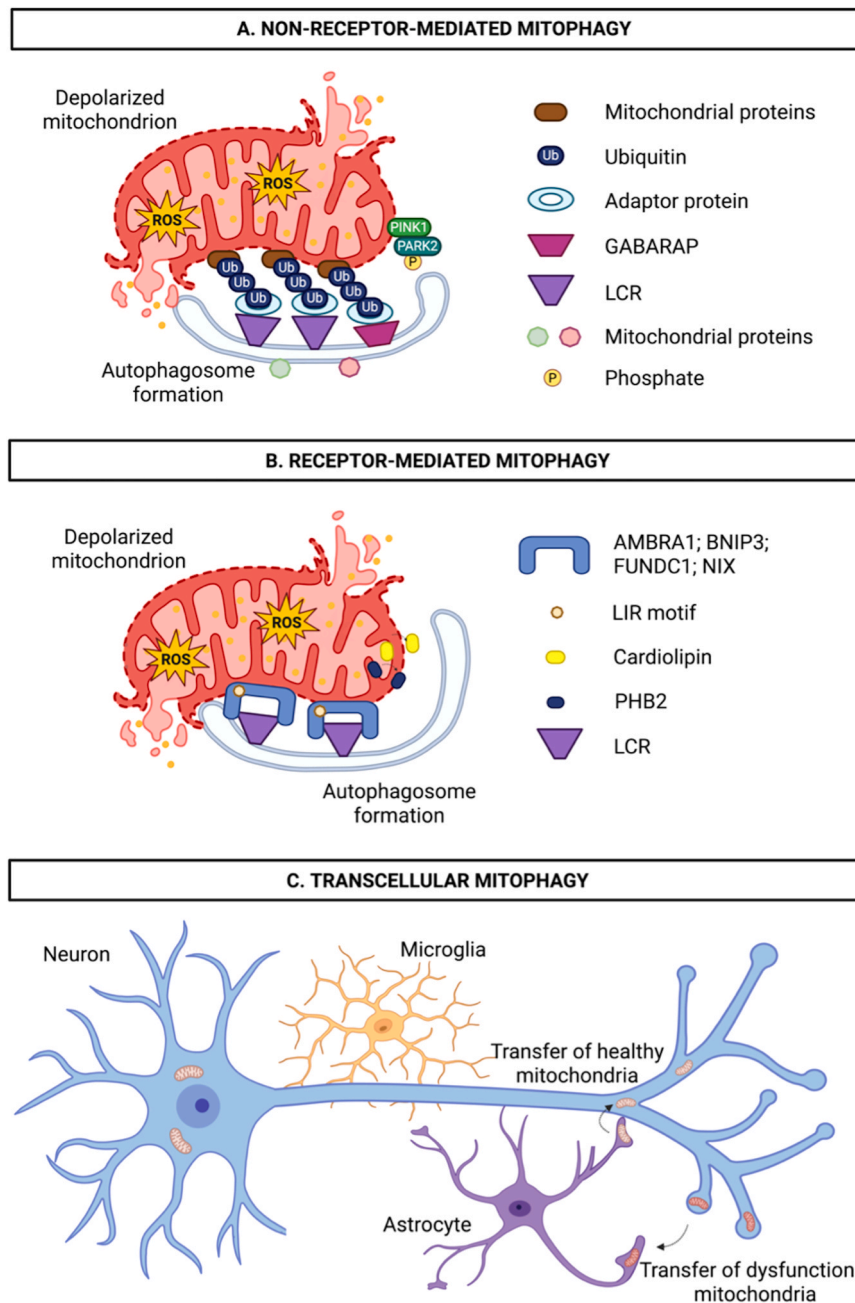 A. NON-RECEPTOR-MEDIATED MITOPHAGY
Depolarized
mitochondrion
ROS
ROS
PINK1
PARK2
P
Ub
Ub
Ub
Ub
Ub
Ub
Ub
Ub
Ub
Autophagosome
formation
Mitochondrial proteins
Ub
Ubiquitin
Adaptor protein
GABARAP
LCR
Mitochondrial proteins
P
Phosphate
B. RECEPTOR-MEDIATED MITOPHAGY
Depolarized
mitochondrion
ROS
ROS
Autophagosome
formation
AMBRA1; BNIP3;
FUNDC1; NIX
LIR motif
Cardiolipin
PHB2
LCR
C. TRANSCELLULAR MITOPHAGY
Neuron
Microglia
Transfer of healthy
mitochondria
Astrocyte
Transfer of dysfunction
mitochondria